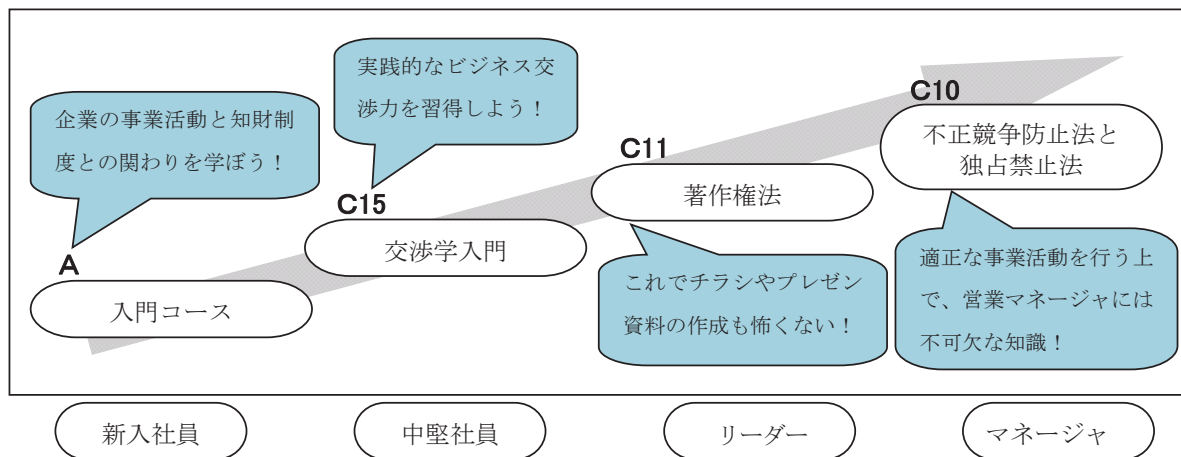 企業の事業活動と知財制
度との関わりを学ぼう!
A
入門コース
実践的なビジネス交
渉力を習得しよう!
C15
交渉学入門
C11
著作権法
これでチラシやプレゼン
資料の作成も怖くない!
C10
不正競争防止法と
独占禁止法
適正な事業活動を行う上
で、営業マネージャには
不可欠な知識!
新入社員
中堅社員
リーダー
マネージャ